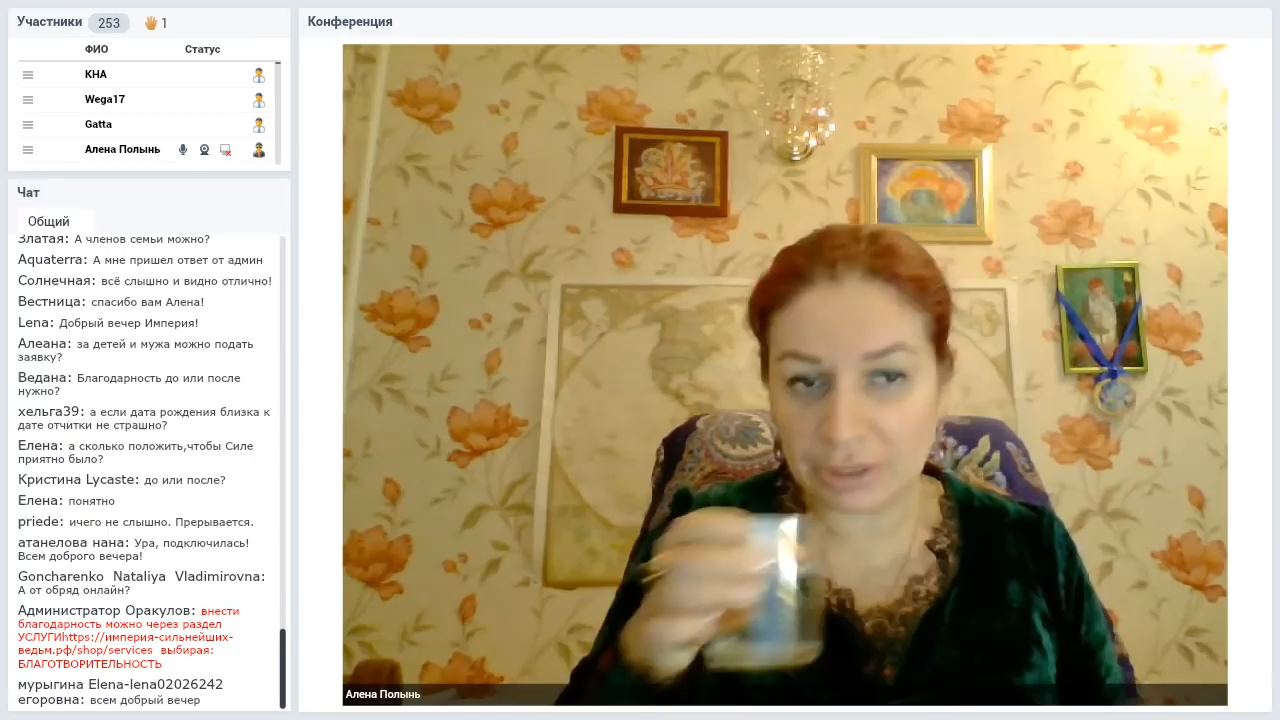 Участники 253 1
ФИО Статус
КНА
Wega17
Gatta
Алена Полынь
Чат
Общий
Златая: А членов семьи можно?
Aquaterra: А мне пришел ответ от админ
Солнечная: всё слышно и видно отлично!
Вестница: спасибо вам Алена!
Lena: Добрый вечер Империя!
Алеана: за детей и мужа можно подать
заявку?
Ведана: Благодарность до или после
нужно?
хельга39: а если дата рождения близка к
дате отчитки не страшно?
Елена: а сколько положить,чтобы Силе
приятно было?
Кристина Lycaste: до или после?
Елена: понятно
priede: ичего не слышно. Прерывается.
атанелова нана: Ура, подключилась!
Всем доброго вечера!
Goncharenko Nataliya Vladimirovna:
А от обряд онлайн?
Администратор Оракулов: внести
благодарность можно через раздел
УСЛУГИhttps://империя-сильнейших-
ведьм.рф/shop/services выбирая:
БЛАГОТВОРИТЕЛЬНОСТЬ
мурыгина Elena-lena02026242
егоровна: всем добрый вечер
Конференция
Алена Полынь